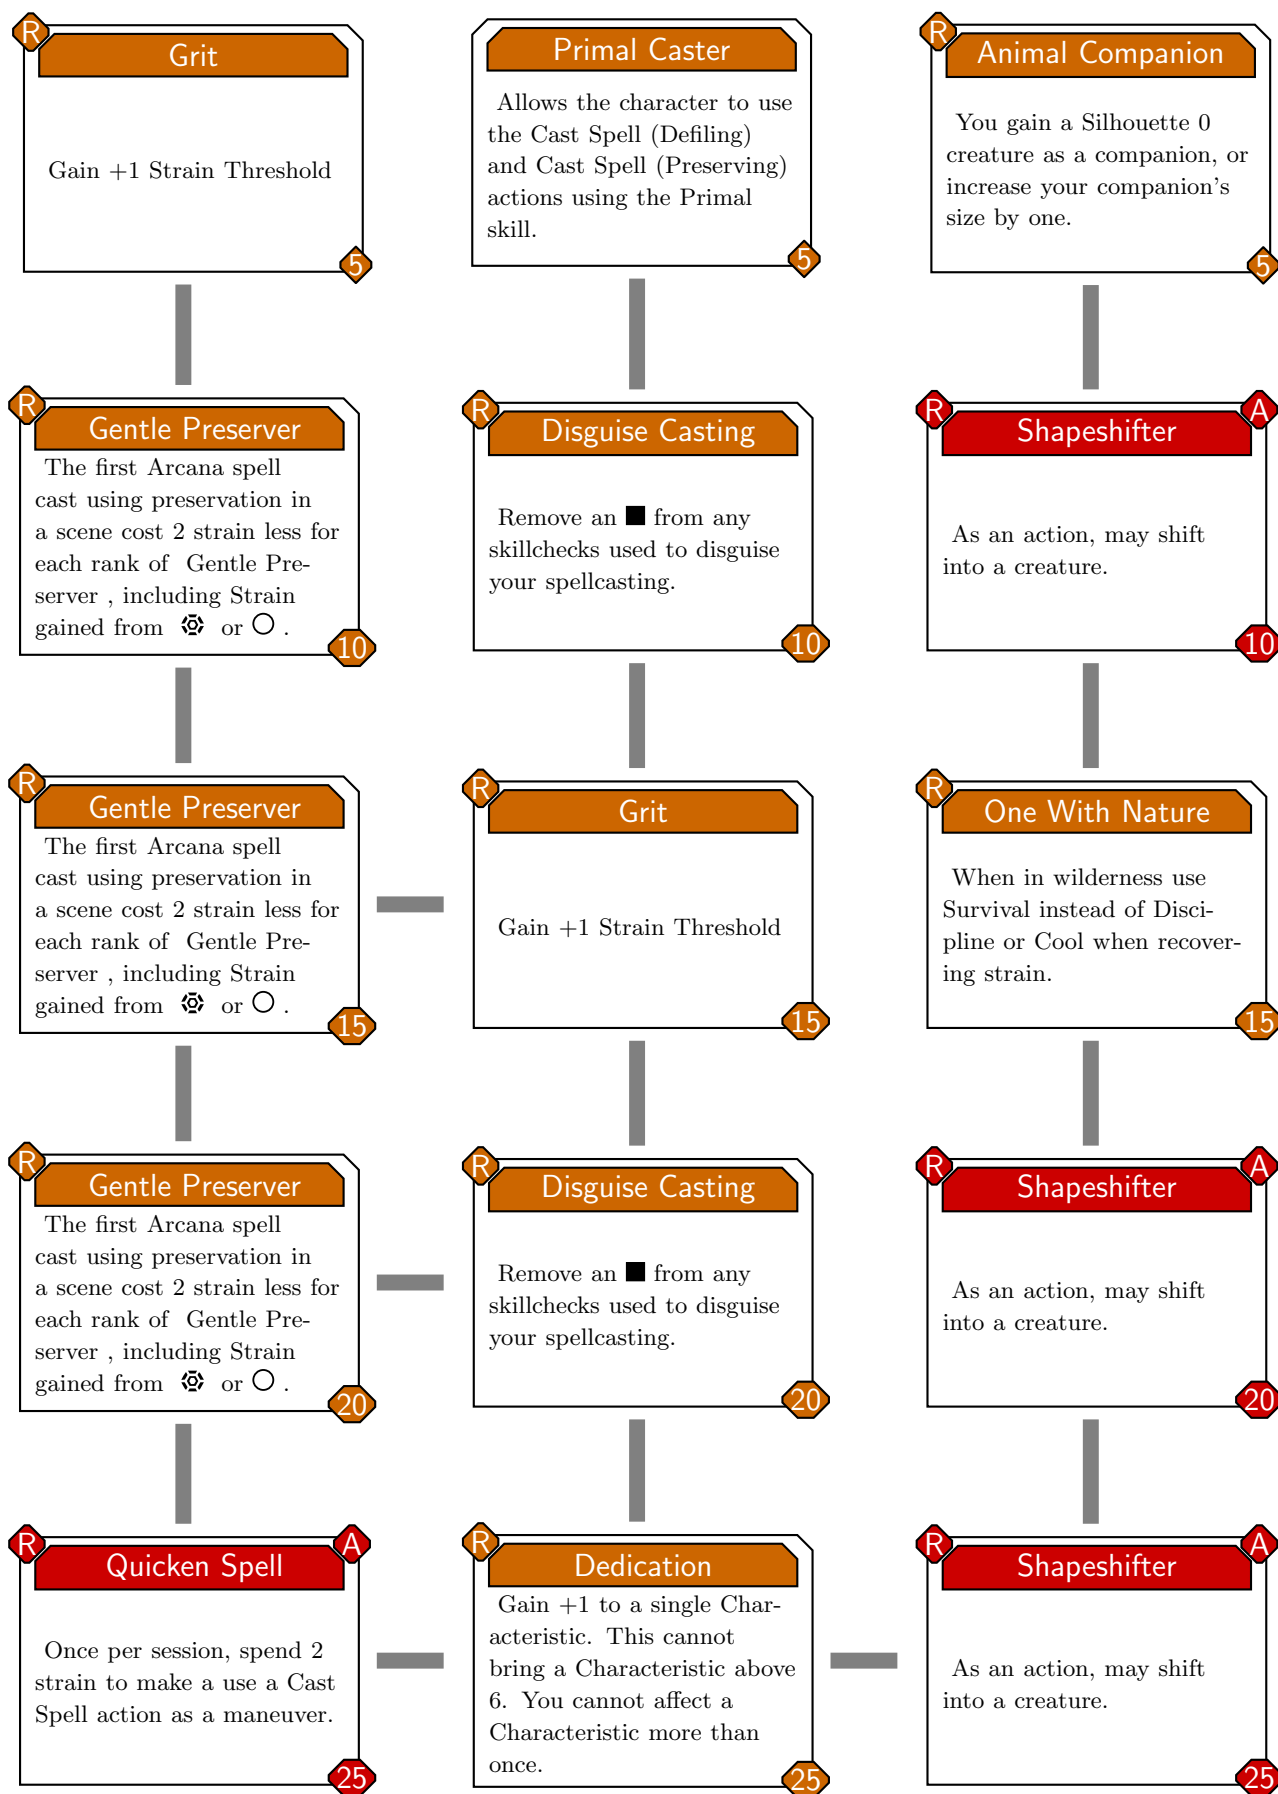 R
Grit
Gain +1 Strain Threshold
5
Primal Caster
Allows the character to use
the Cast Spell (Defiling)
and Cast Spell (Preserving)
actions using the Primal
skill.
5
R
Animal Companion
You gain a Silhouette 0
creature as a companion, or
increase your companion's
size by one.
5
R
Gentle Preserver
The first Arcana spell
cast using preservation in
a scene cost 2 strain less for
each rank of Gentle Pre-
server , including Strain
gained from or .
10
R
Disguise Casting
Remove an ■ from any
skillchecks used to disguise
your spellcasting.
10
R
A
Shapeshifter
As an action, may shift
into a creature.
10
R
Gentle Preserver
The first Arcana spell
cast using preservation in
a scene cost 2 strain less for
each rank of Gentle Pre-
server , including Strain
gained from or .
15
R
Grit
Gain +1 Strain Threshold
15
R
One With Nature
When in wilderness use
Survival instead of Disci-
pline or Cool when recover-
ing strain.
15
R
Gentle Preserver
The first Arcana spell
cast using preservation in
a scene cost 2 strain less for
each rank of Gentle Pre-
server , including Strain
gained from or .
20
R
Disguise Casting
Remove an ■ from any
skillchecks used to disguise
your spellcasting.
20
R
A
Shapeshifter
As an action, may shift
into a creature.
20
R
A
Quicken Spell
Once per session, spend 2
strain to make a use a Cast
Spell action as a maneuver.
25
R
Dedication
Gain +1 to a single Char-
acteristic. This cannot
bring a Characteristic above
6. You cannot affect a
Characteristic more than
once.
25
R
A
Shapeshifter
As an action, may shift
into a creature.
25